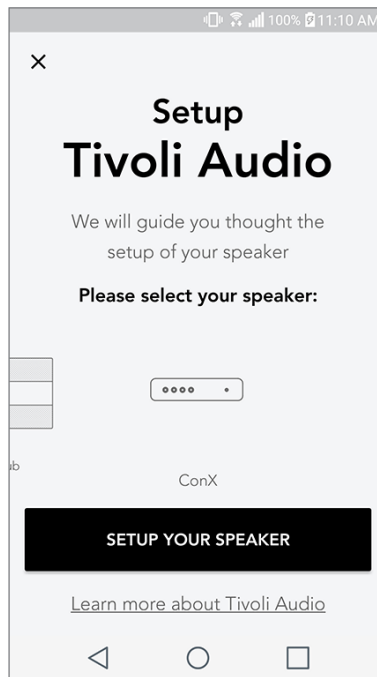 100% 11:10 AM
Setup
Tivoli Audio
We will guide you thought the
setup of your speaker
Please select your speaker:
ub
ConX
SETUP YOUR SPEAKER
Learn more about Tivoli Audio